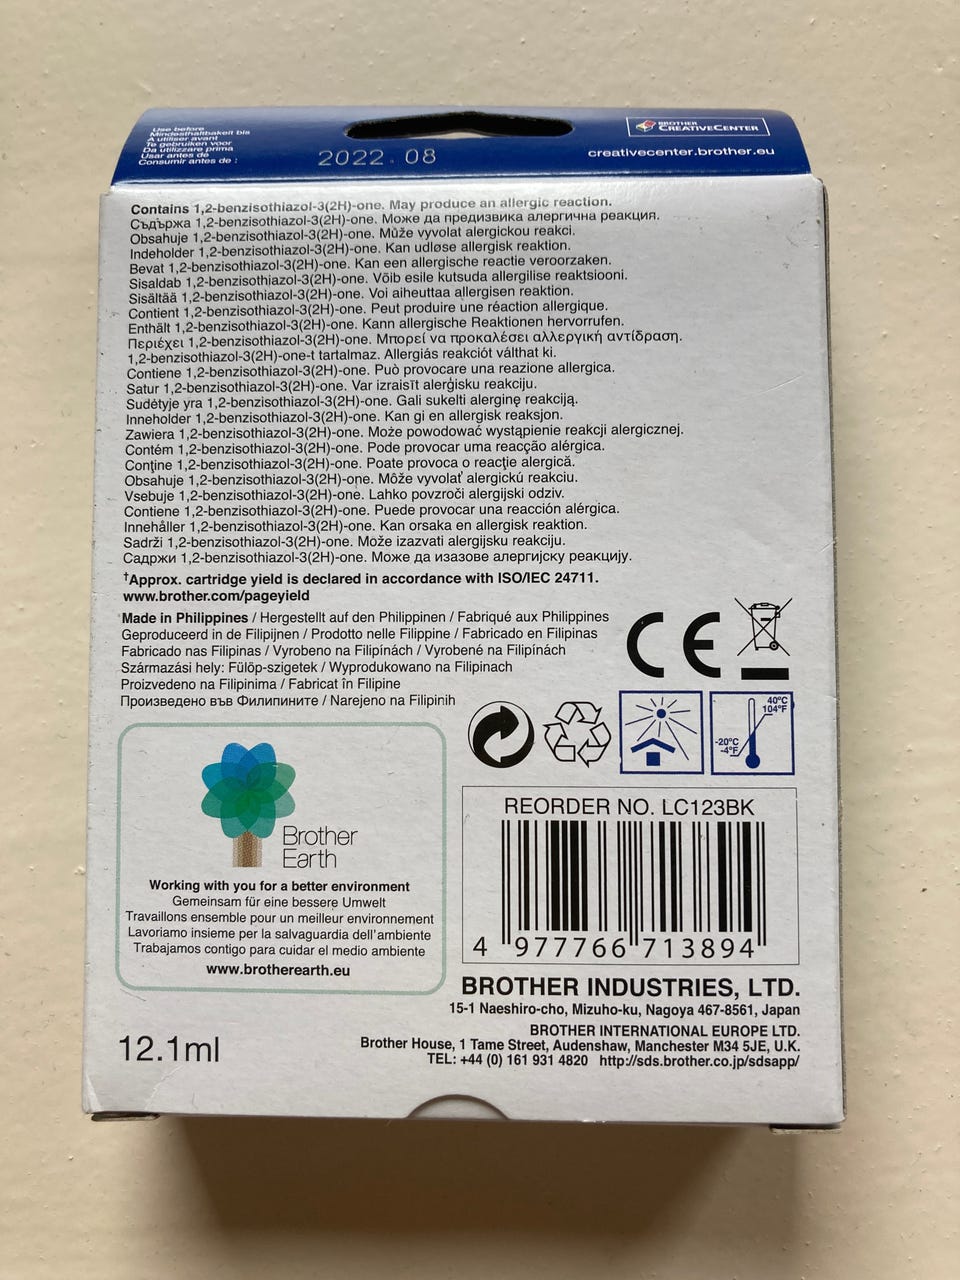 Use before
Mindesthaltbarkeit bis
A utiliser avant
Te gebruiken voor
Da utilizzare prima
Usar antes de
Consumir antes de :
2022.08
BROTHER
CREATIVECENTER
creativecenter.brother.eu
Contains 1,2-benzisothiazol-3(2H)-one. May produce an allergic reaction.
Съдържа 1,2-benzisothiazol-3(2H)-one. Може да предизвика алергична реакция.
Obsahuje 1,2-benzisothiazol-3(2H)-one. Může vyvolat alergickou reakci.
Indeholder 1,2-benzisothiazol-3(2H)-one. Kan udløse allergisk reaktion.
Bevat 1,2-benzisothiazol-3(2H)-one. Kan een allergische reactie veroorzaken.
Sisaldab 1,2-benzisothiazol-3(2H)-one. Võib esile kutsuda allergilise reaktsiooni.
Sisältää 1,2-benzisothiazol-3(2H)-one. Voi aiheuttaa allergisen reaktion.
Contient 1,2-benzisothiazol-3(2H)-one. Peut produire une réaction allergique.
Enthält 1,2-benzisothiazol-3(2H)-one. Kann allergische Reaktionen hervorrufen.
Περιέχει 1,2-benzisothiazol-3(2H)-one. Μπορεί να προκαλέσει αλλεργική αντίδραση.
1,2-benzisothiazol-3(2H)-one-t tartalmaz. Allergiás reakciót válthat ki.
Contiene 1,2-benzisothiazol-3(2H)-one. Può provocare una reazione allergica.
Satur 1,2-benzisothiazol-3(2H)-one. Var izraisīt alerģisku reakciju.
Sudėtyje yra 1,2-benzisothiazol-3(2H)-one. Gali sukelti alerginę reakciją.
Inneholder 1,2-benzisothiazol-3(2H)-one. Kan gi en allergisk reaksjon.
Zawiera 1,2-benzisothiazol-3(2H)-one. Może powodować wystąpienie reakcji alergicznej.
Contém 1,2-benzisothiazol-3(2H)-one. Pode provocar uma reacção alérgica.
Conţine 1,2-benzisothiazol-3(2H)-one. Poate provoca o reacţie alergică.
Obsahuje 1,2-benzisothiazol-3(2H)-one. Môže vyvolať alergickú reakciu.
Vsebuje 1,2-benzisothiazol-3(2H)-one. Lahko povzroči alergijski odziv.
Contiene 1,2-benzisothiazol-3(2H)-one. Puede provocar una reacción alérgica.
Innehåller 1,2-benzisothiazol-3(2H)-one. Kan orsaka en allergisk reaktion.
Sadrži 1,2-benzisothiazol-3(2H)-one. Može izazvati alergijsku reakciju.
Садржи 1,2-benzisothiazol-3(2H)-one. Може да изазове алергијску реакцију.
†Approx. cartridge yield is declared in accordance with ISO/IEC 24711.
www.brother.com/pageyield
Made in Philippines / Hergestellt auf den Philippinen / Fabriqué aux Philippines
Geproduceerd in de Filipijnen / Prodotto nelle Filippine / Fabricado en Filipinas
Fabricado nas Filipinas / Vyrobeno na Filipínách / Vyrobené na Filipínách
Származási hely: Fülöp-szigetek / Wyprodukowano na Filipinach
Proizvedeno na Filipinima / Fabricat în Filipine
Произведено във Филипините / Narejeno na Filipinih
CE
40°C
104°F
-20°C
-4°F
Brother
Earth
Working with you for a better environment
Gemeinsam für eine bessere Umwelt
Travaillons ensemble pour un meilleur environnement
Lavoriamo insieme per la salvaguardia dell'ambiente
Trabajamos contigo para cuidar el medio ambiente
www.brotherearth.eu
REORDER NO. LC123BK
4 977766 713894
BROTHER INDUSTRIES, LTD.
15-1 Naeshiro-cho, Mizuho-ku, Nagoya 467-8561, Japan
BROTHER INTERNATIONAL EUROPE LTD.
Brother House, 1 Tame Street, Audenshaw, Manchester M34 5JE, U.K.
TEL: +44 (0) 161 931 4820 http://sds.brother.co.jp/sdsapp/
12.1ml